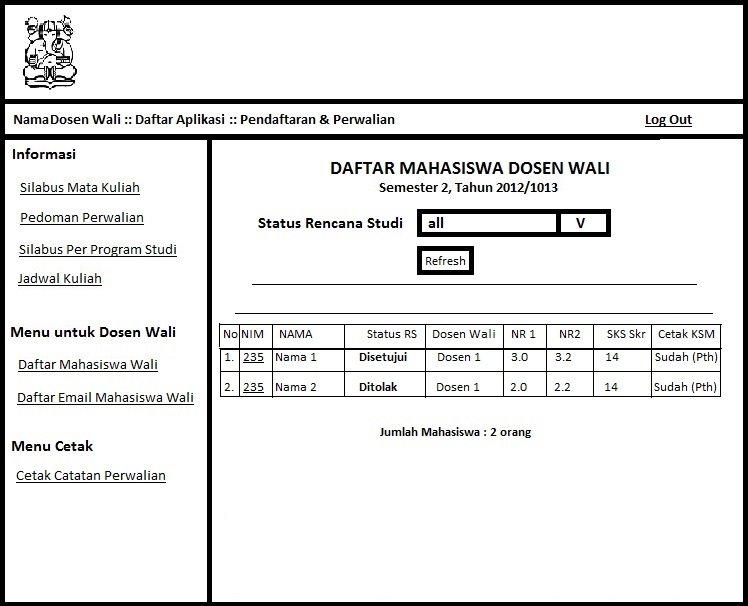 NamaDosen Wali :: Daftar Aplikasi :: Pendaftaran & Perwalian Log Out
Informasi
Silabus Mata Kuliah
Pedoman Perwalian
Silabus Per Program Studi
Jadwal Kuliah
Menu untuk Dosen Wali
Daftar Mahasiswa Wali
Daftar Email Mahasiswa Wali
Menu Cetak
Cetak Catatan Perwalian
DAFTAR MAHASISWA DOSEN WALI
Semester 2, Tahun 2012/1013
Status Rencana Studi all V
Refresh
No NIM NAMA Status RS Dosen Wali NR 1 NR2 SKS Skr Cetak KSM
1. 235 Nama 1 Disetujui Dosen 1 3.0 3.2 14 Sudah (Pth)
2. 235 Nama 2 Ditolak Dosen 1 2.0 2.2 14 Sudah (Pth)
Jumlah Mahasiswa : 2 orang